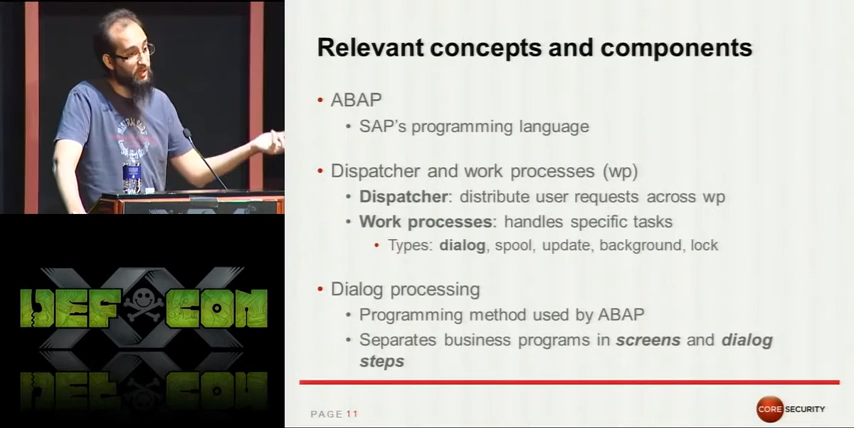 Relevant concepts and components
• ABAP
• SAP's programming language
• Dispatcher and work processes (wp)
• Dispatcher: distribute user requests across wp
• Work processes: handles specific tasks
• Types: dialog, spool, update, background, lock
• Dialog processing
• Programming method used by ABAP
• Separates business programs in screens and dialog
steps
PAGE 11
CORE SECURITY
DEF CON
XX